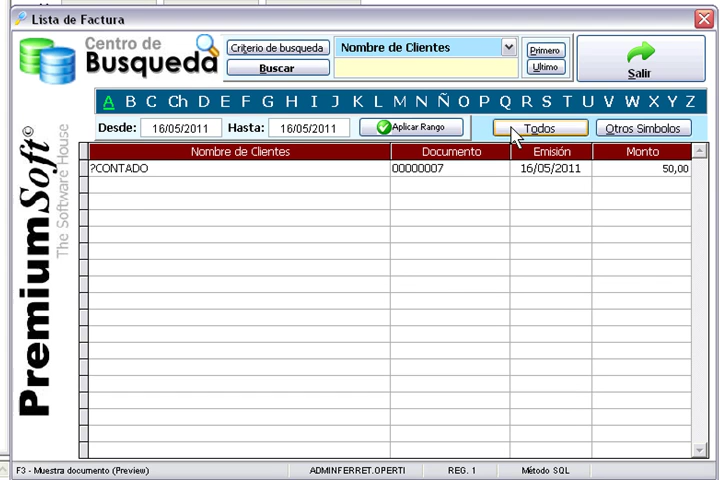 Lista de Factura
Centro de
Busqueda
Criterio de busqueda
Nombre de Clientes
Primero
Buscar
Ultimo
Salir
A B C Ch D E F G H I J K L M N Ñ O P Q R S T U V W X Y Z
Desde: 16/05/2011 Hasta: 16/05/2011 Aplicar Rango Todos Otros Simbolos
Nombre de Clientes Documento Emisión Monto
?CONTADO 00000007 16/05/2011 50,00
PremiumSoft©
The Software House
F3 - Muestra documento (Preview) ADMINFERRET.OPERTI REG. 1 Método SQL